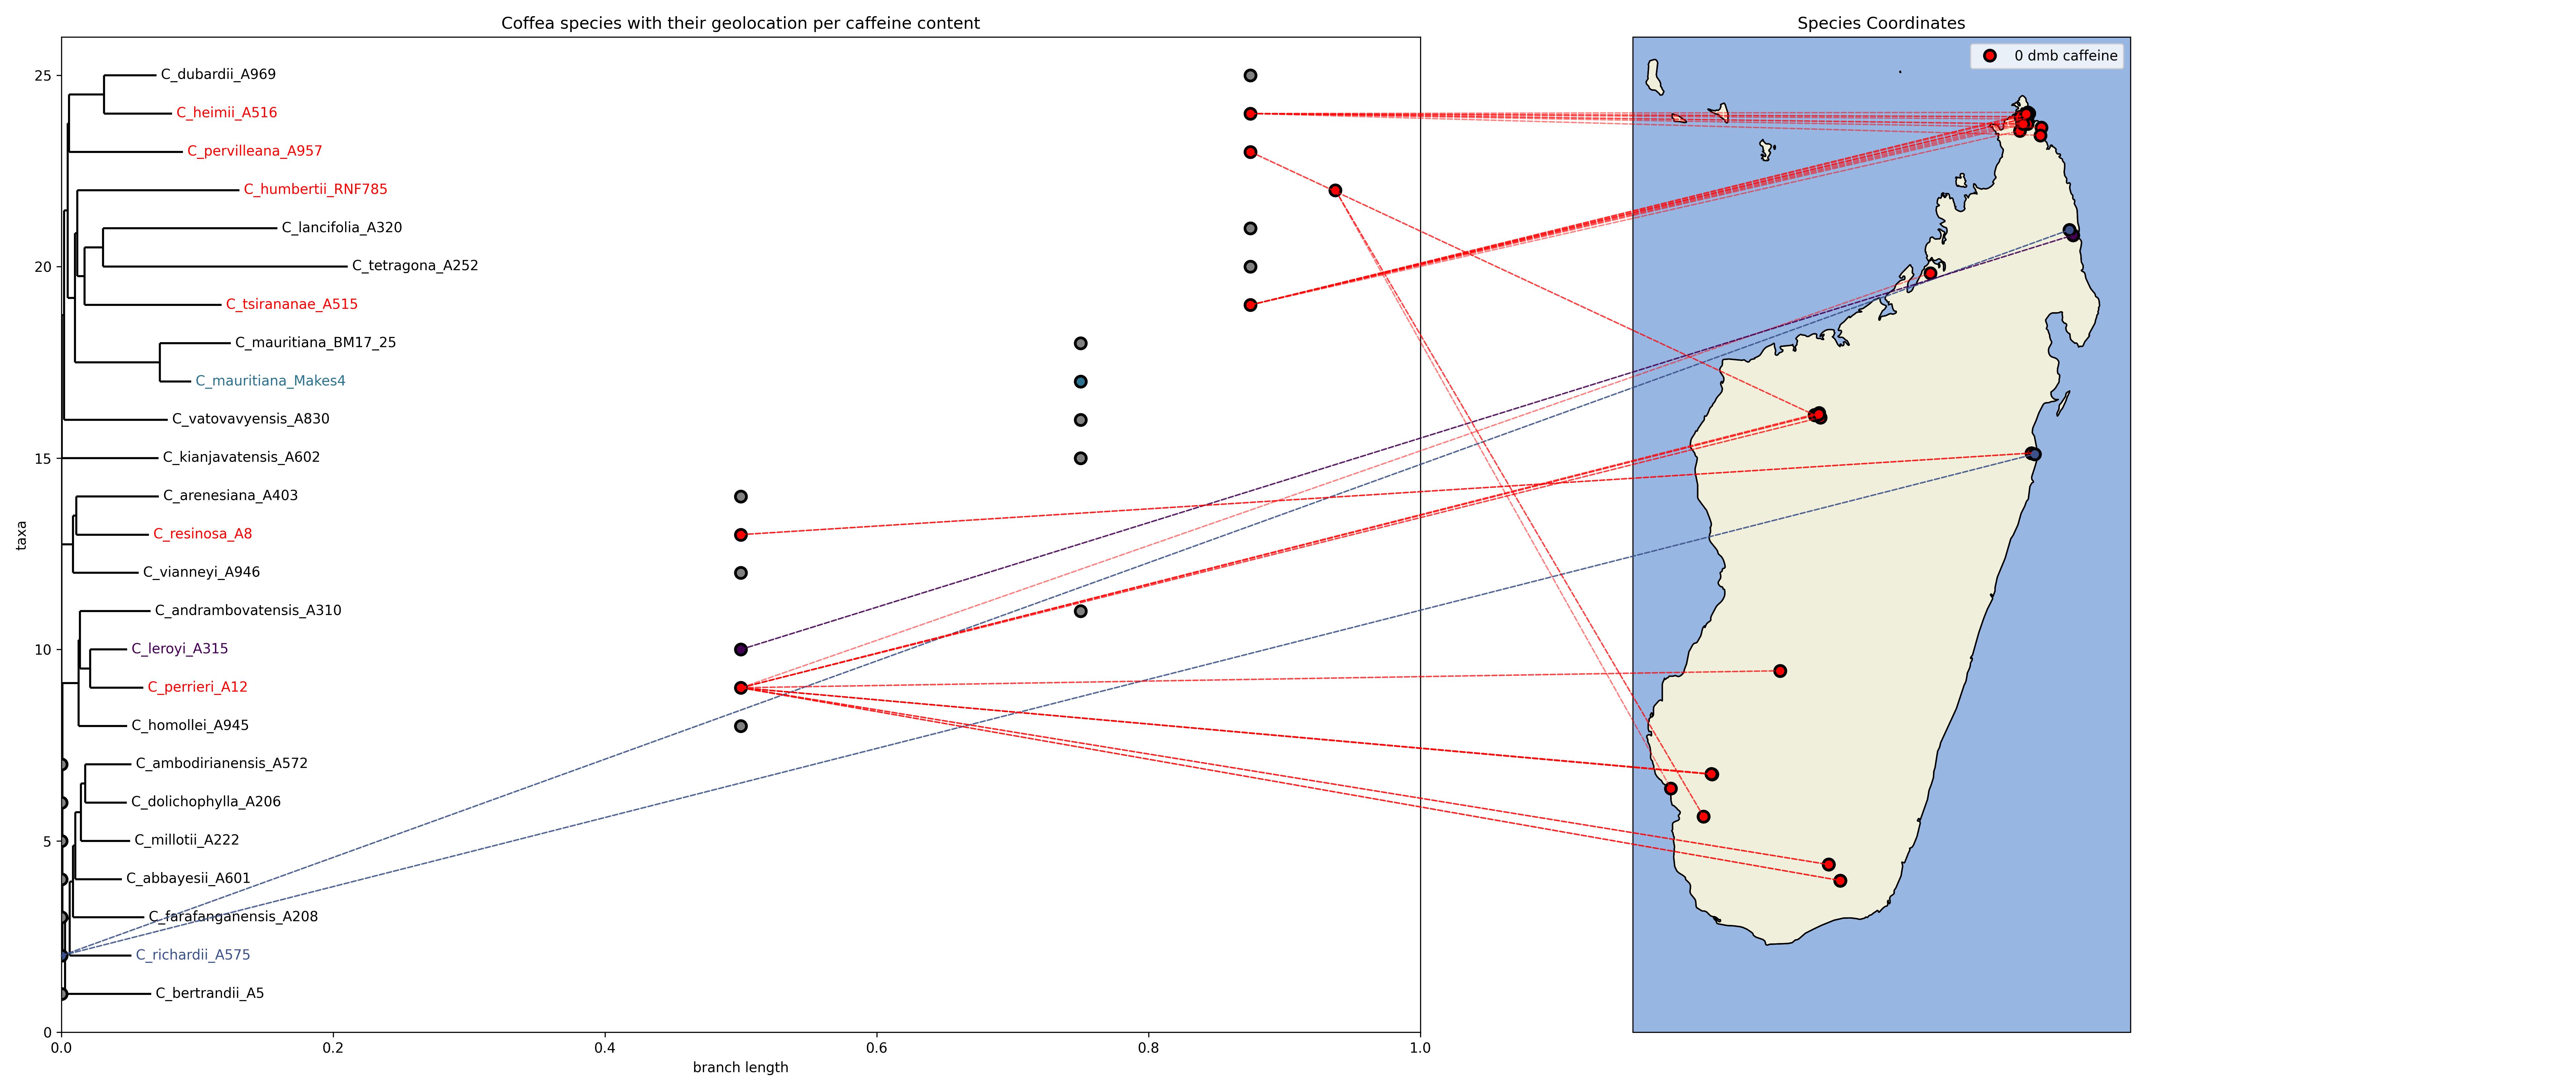 Coffea species with their geolocation per caffeine content
Species Coordinates
0 dmb caffeine
taxa
25
20
15
10
5
0
C_dubardii_A969
C_heimii_A516
C_pervilleana_A957
C_humbertii_RNF785
C_lancifolia_A320
C_tetragona_A252
C_tsirananae_A515
C_mauritiana_BM17_25
C_mauritiana_Makes4
C_vatovavyensis_A830
C_kianjavatensis_A602
C_arenesiana_A403
C_resinosa_A8
C_vianneyi_A946
C_andrambovatensis_A310
C_leroyi_A315
C_perrieri_A12
C_homollei_A945
C_ambodirianensis_A572
C_dolichophylla_A206
C_millotii_A222
C_abbayesii_A601
C_farafanganensis_A208
C_richardii_A575
C_bertrandii_A5
0.0 0.2 0.4 0.6 0.8 1.0
branch length